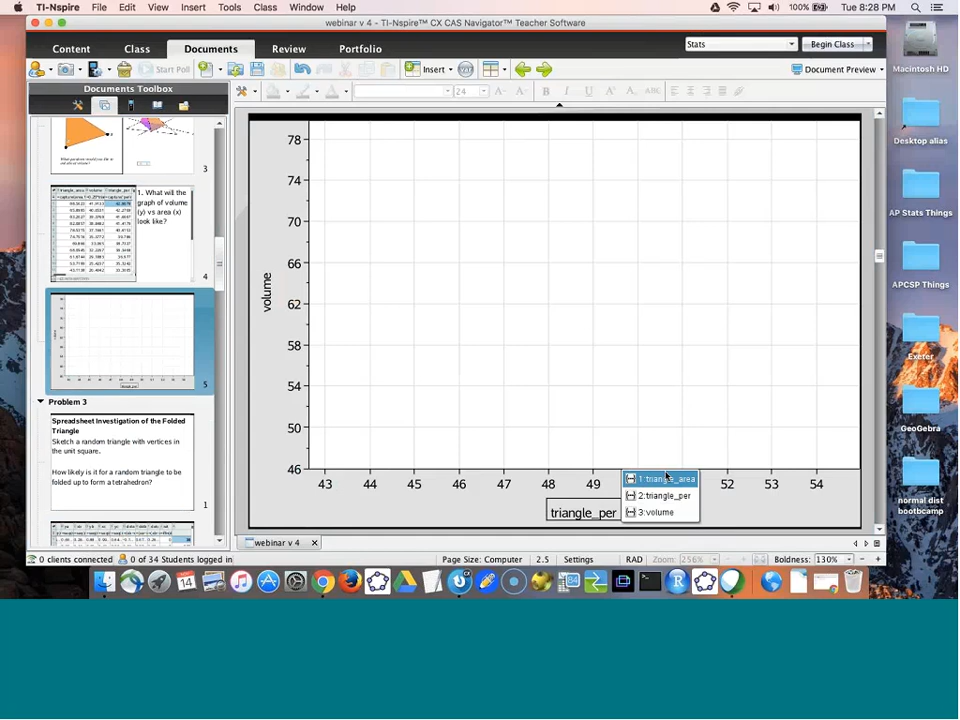 TI-Nspire File Edit View Insert Tools Class Window Help 100% Tue 8:28 PM
webinar v 4 - TI-Nspire™ CX CAS Navigator™ Teacher Software
Content Class Documents Review Portfolio Stats Begin Class
Start Poll Insert Document Preview
Documents Toolbox 24
Macintosh HD
Desktop alias
AP Stats Things
APCSP Things
Exeter
GeoGebra
normal dist
bootbcamp
3
triangle_area volume triangle_per
1. What will the
graph of volume
(y) vs area (x)
look like?
4
5
Problem 3
Spreadsheet Investigation of the Folded
Triangle
Sketch a random triangle with vertices in
the unit square.
How likely is it for a random triangle to be
folded up to form a tetrahedron?
1
78
74
70
66
62
58
54
50
46
volume
43 44 45 46 47 48 49 52 53 54
triangle_per
1:triangle_area
2:triangle_per
3:volume
webinar v 4
0 clients connected 0 of 34 Students logged in Page Size: Computer 2.5 Settings RAD Zoom: 256% Boldness: 130%
14